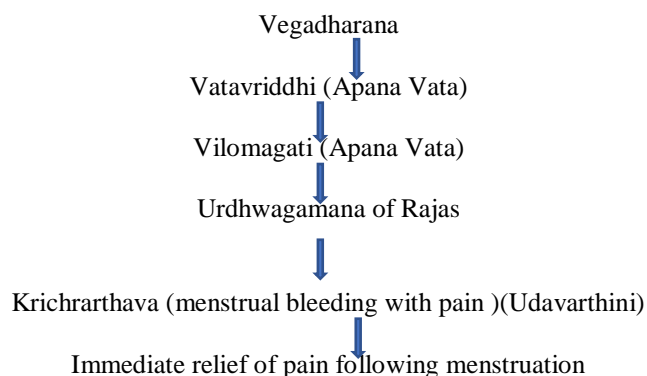 Vegadharana
Vatavriddhi (Apana Vata)
Vilomagati (Apana Vata)
Urdhwagamana of Rajas
Krichrarthava (menstrual bleeding with pain )(Udavarthini)
Immediate relief of pain following menstruation